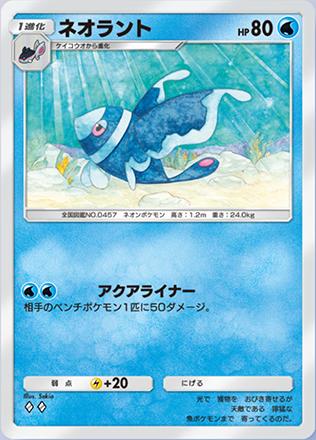 1進化
ネオラント
HP 80
ケイコウオから進化
全国図鑑NO.0457 ネオンポケモン 高さ：1.2m 重さ：24.0kg
アクアライナー
相手のベンチポケモン1匹に50ダメージ。
Illus. Sekio
弱点 +20 にげる
光で 獲物を おびき寄せるが
天敵である 獰猛な
魚ポケモンまで 寄ってくるのだ。